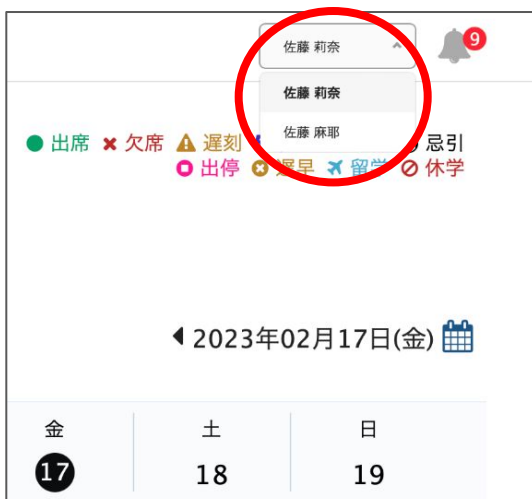 佐藤 莉奈
9
佐藤 莉奈
佐藤 麻耶
出席 欠席 遅刻 忌引
出停 遅早 留学 休学
2023年02月17日(金)
金 土 日
17 18 19